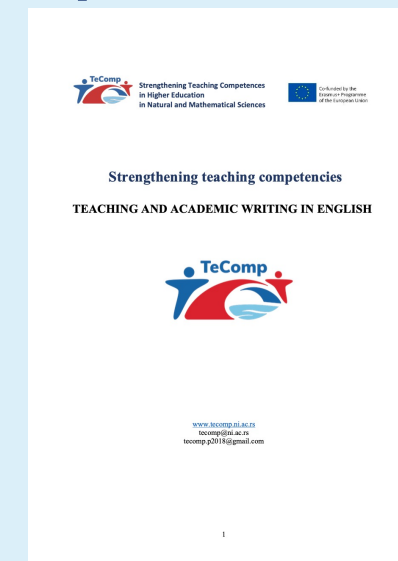 TeComp
Strengthening Teaching Competences
in Higher Education
in Natural and Mathematical Sciences
Co-funded by the
Erasmus+ Programme
of the European Union
Strengthening teaching competencies
TEACHING AND ACADEMIC WRITING IN ENGLISH
TeComp
www.tecomp.ni.ac.rs
tecomp@ni.ac.rs
tecomp.p2018@gmail.com
1